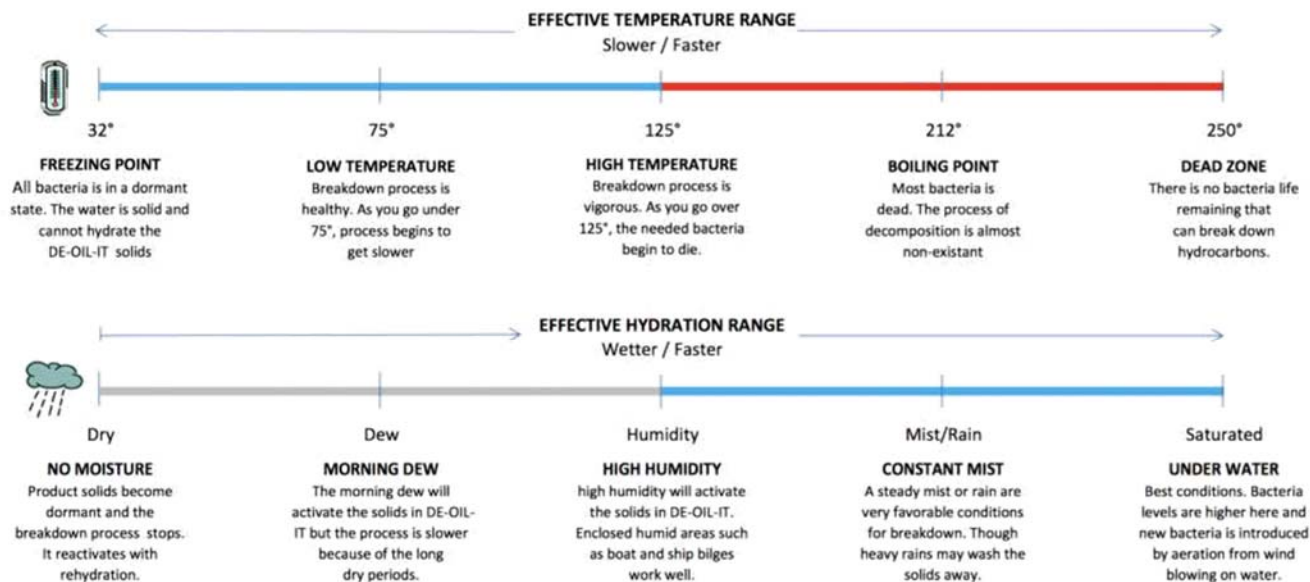 EFFECTIVE TEMPERATURE RANGE
Slower / Faster
32°
75°
125°
212°
250°
FREEZING POINT
All bacteria is in a dormant
state. The water is solid and
cannot hydrate the
DE-OIL-IT solids
LOW TEMPERATURE
Breakdown process is
healthy. As you go under
75°, process begins to
get slower
HIGH TEMPERATURE
Breakdown process is
vigorous. As you go over
125°, the needed bacteria
begin to die.
BOILING POINT
Most bacteria is
dead. The process of
decomposition is almost
non-existant
DEAD ZONE
There is no bacteria life
remaining that
can break down
hydrocarbons.
EFFECTIVE HYDRATION RANGE
Wetter / Faster
Dry
Dew
Humidity
Mist/Rain
Saturated
NO MOISTURE
Product solids become
dormant and the
breakdown process stops.
It reactivates with
rehydration.
MORNING DEW
The morning dew will
activate the solids in DE-OIL-
IT but the process is slower
because of the long
dry periods.
HIGH HUMIDITY
high humidity will activate
the solids in DE-OIL-IT.
Enclosed humid areas such
as boat and ship bilges
work well.
CONSTANT MIST
A steady mist or rain are
very favorable conditions
for breakdown. Though
heavy rains may wash the
solids away.
UNDER WATER
Best conditions. Bacteria
levels are higher here and
new bacteria is introduced
by aeration from wind
blowing on water.